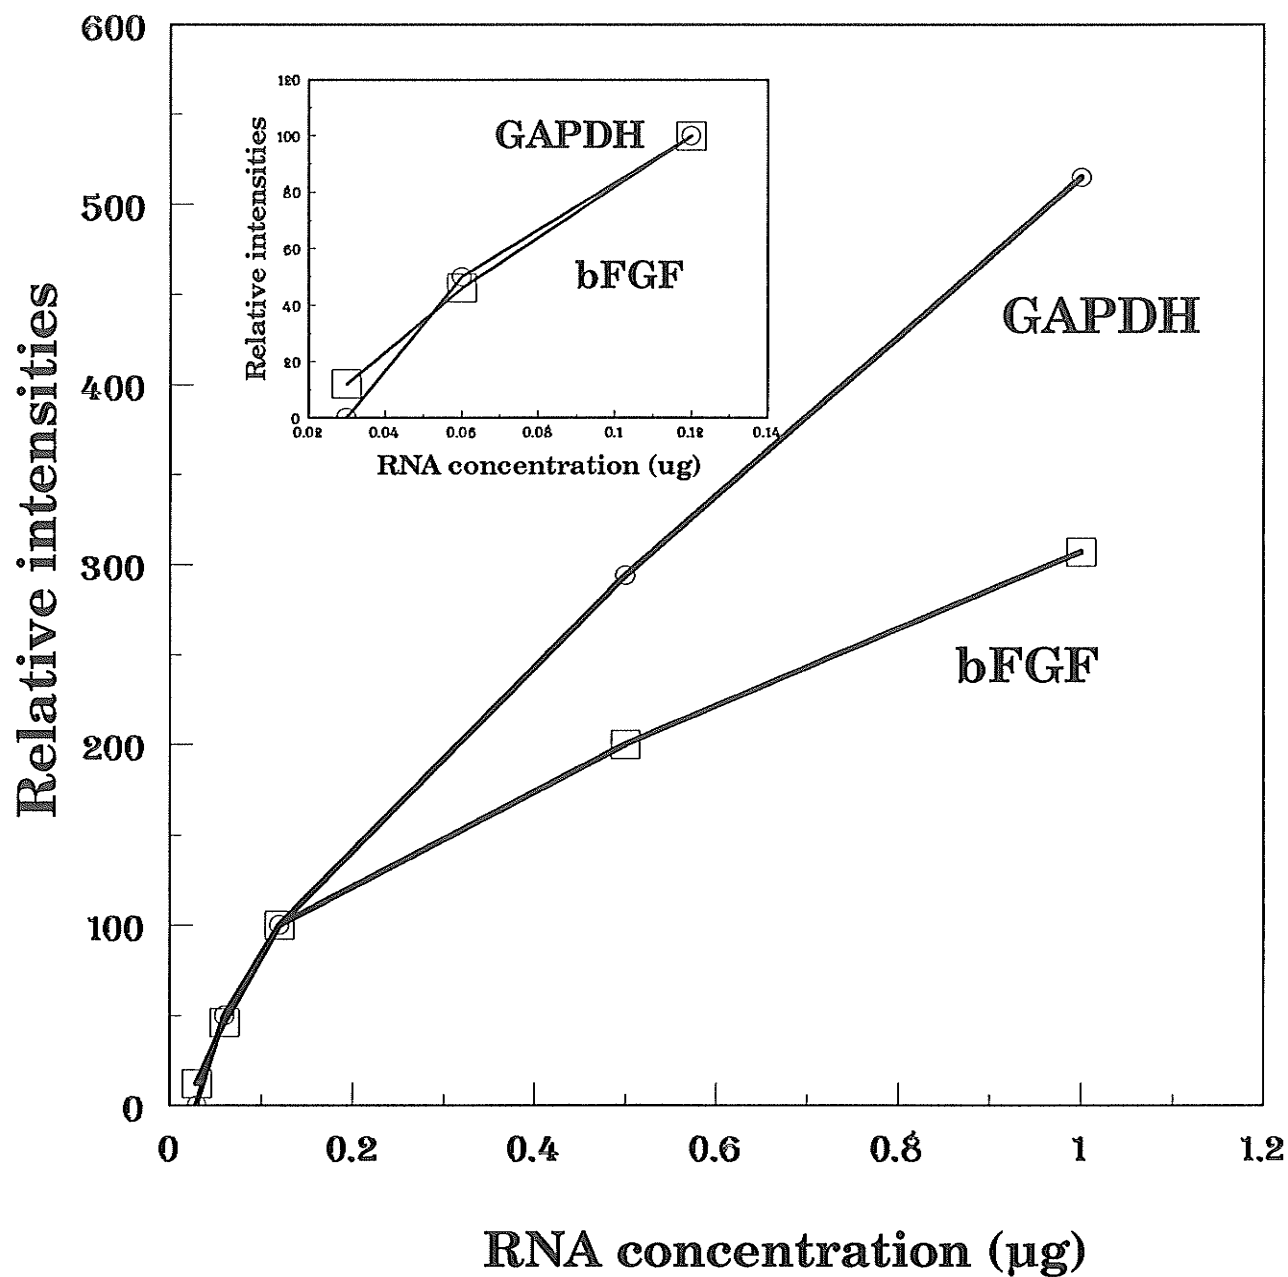 600
500
400
300
200
100
0
Relative intensities
120
100
80
60
40
20
0
Relative intensities
GAPDH
bFGF
0.02 0.04 0.06 0.08 0.1 0.12 0.14
RNA concentration (ug)
GAPDH
bFGF
0 0.2 0.4 0.6 0.8 1 1.2
RNA concentration (µg)